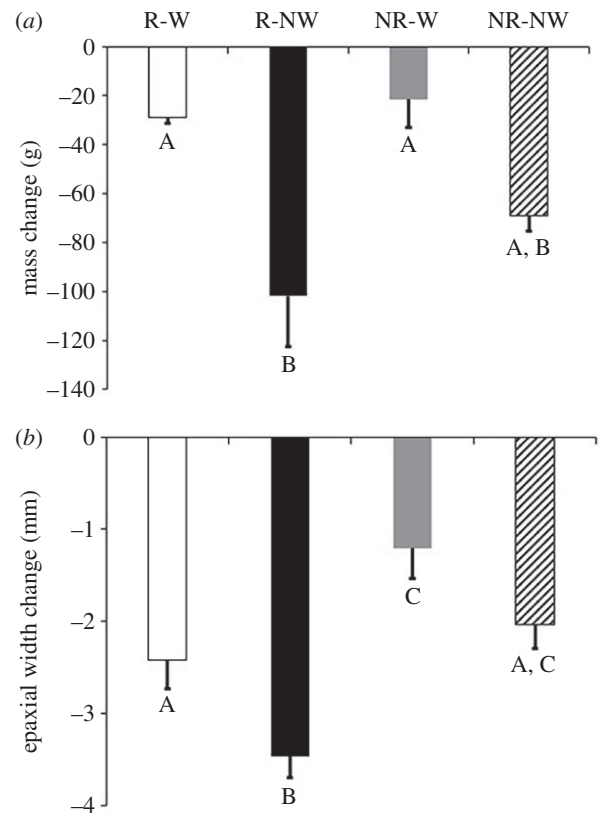 (a) R-W R-NW NR-W NR-NW
0
–20
–40
–60
–80
–100
–120
–140
mass change (g)
A
B
A
A, B
(b)
0
–1
–2
–3
–4
epaxial width change (mm)
A
B
C
A, C